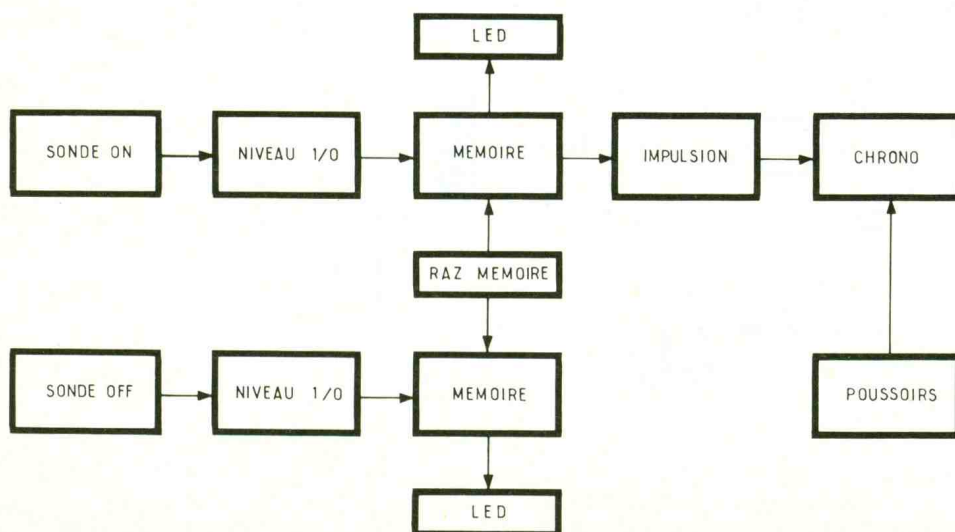 LED
SONDE ON
NIVEAU 1/0
MEMOIRE
IMPULSION
CHRONO
RAZ MEMOIRE
SONDE OFF
NIVEAU 1/0
MEMOIRE
POUSSOIRS
LED